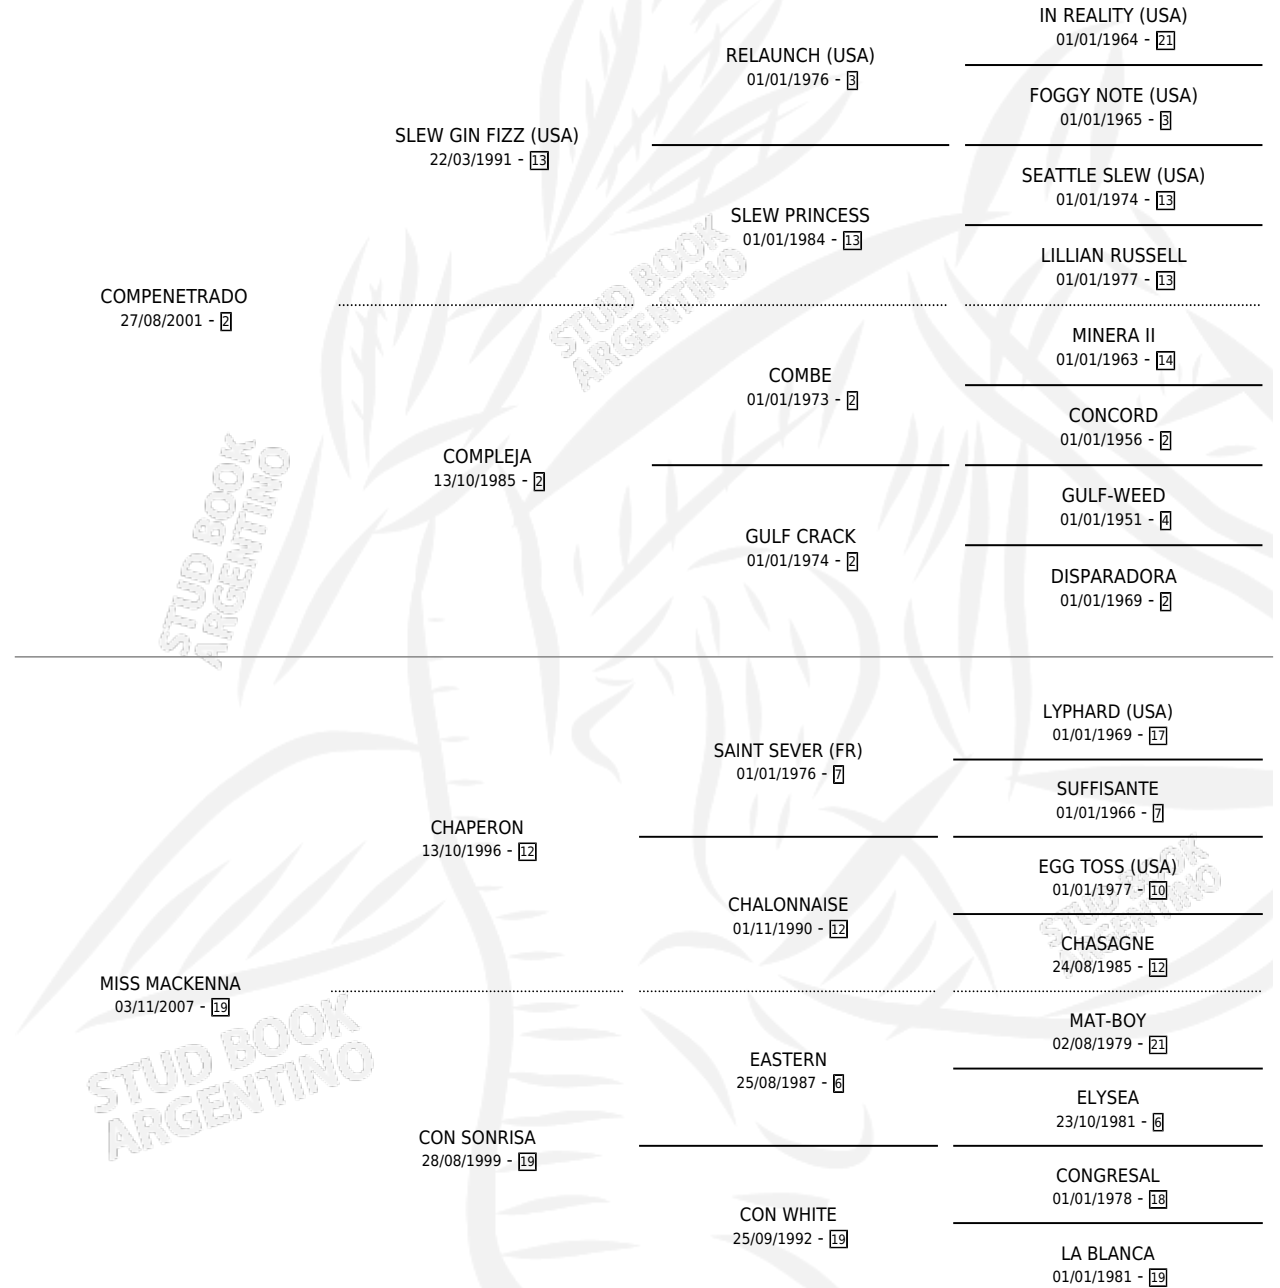 IN REALITY (USA)
01/01/1964 - 21
RELAUNCH (USA)
01/01/1976 - 3
FOGGY NOTE (USA)
01/01/1965 - 3
SLEW GIN FIZZ (USA)
22/03/1991 - 13
SEATTLE SLEW (USA)
01/01/1974 - 13
SLEW PRINCESS
01/01/1984 - 13
LILLIAN RUSSELL
01/01/1977 - 13
COMPENETRADO
27/08/2001 - 2
MINERA II
01/01/1963 - 14
COMBE
01/01/1973 - 2
CONCORD
01/01/1956 - 2
COMPLEJA
13/10/1985 - 2
GULF-WEED
01/01/1951 - 4
GULF CRACK
01/01/1974 - 2
DISPARADORA
01/01/1969 - 2
LYPHARD (USA)
01/01/1969 - 17
SAINT SEVER (FR)
01/01/1976 - 7
SUFFISANTE
01/01/1966 - 7
CHAPERON
13/10/1996 - 12
EGG TOSS (USA)
01/01/1977 - 10
CHALONNAISE
01/11/1990 - 12
CHASAGNE
24/08/1985 - 12
MISS MACKENNA
03/11/2007 - 19
MAT-BOY
02/08/1979 - 21
EASTERN
25/08/1987 - 6
ELYSEA
23/10/1981 - 6
CON SONRISA
28/08/1999 - 19
CONGRESAL
01/01/1978 - 18
CON WHITE
25/09/1992 - 19
LA BLANCA
01/01/1981 - 19
STUD BOOK
ARGENTINO
STUD BOOK
ARGENTINO
STUD BOOK
ARGENTINO
STUD BOOK
ARGENTINO